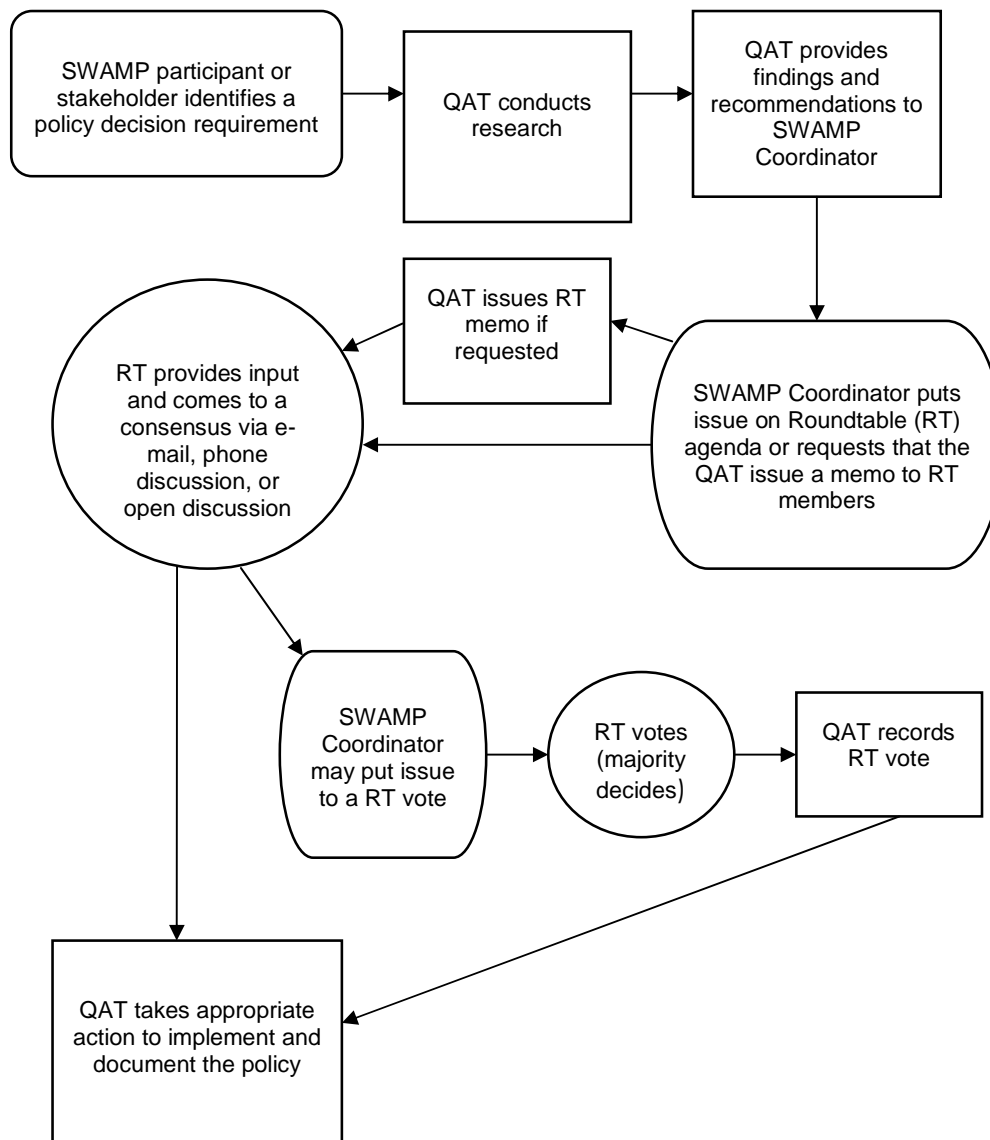 SWAMP participant or
stakeholder identifies a
policy decision requirement
QAT conducts
research
QAT provides
findings and
recommendations to
SWAMP
Coordinator
QAT issues RT
memo if
requested
SWAMP Coordinator puts
issue on Roundtable (RT)
agenda or requests that the
QAT issue a memo to RT
members
RT provides input
and comes to a
consensus via e-
mail, phone
discussion, or
open discussion
SWAMP
Coordinator
may put issue
to a RT vote
RT votes
(majority
decides)
QAT records
RT vote
QAT takes appropriate
action to implement and
document the policy